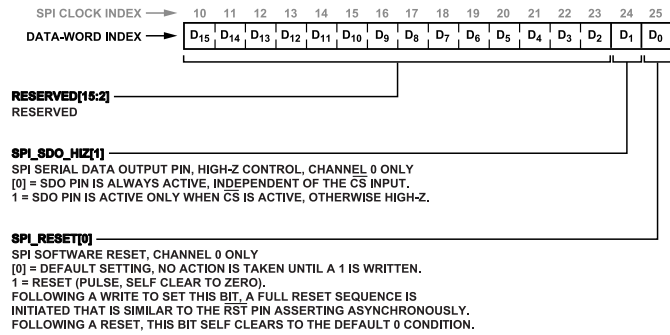 SPI CLOCK INDEX 10 11 12 13 14 15 16 17 18 19 20 21 22 23 24 25
DATA-WORD INDEX D15 D14 D13 D12 D11 D10 D9 D8 D7 D6 D5 D4 D3 D2 D1 D0
RESERVED[15:2]
RESERVED
SPI_SDO_HIZ[1]
SPI SERIAL DATA OUTPUT PIN, HIGH-Z CONTROL, CHANNEL 0 ONLY
[0] = SDO PIN IS ALWAYS ACTIVE, INDEPENDENT OF THE C̅S̅ INPUT.
1 = SDO PIN IS ACTIVE ONLY WHEN C̅S̅ IS ACTIVE, OTHERWISE HIGH-Z.
SPI_RESET[0]
SPI SOFTWARE RESET, CHANNEL 0 ONLY
[0] = DEFAULT SETTING, NO ACTION IS TAKEN UNTIL A 1 IS WRITTEN.
1 = RESET (PULSE, SELF CLEAR TO ZERO).
FOLLOWING A WRITE TO SET THIS BIT, A FULL RESET SEQUENCE IS
INITIATED THAT IS SIMILAR TO THE R̅S̅T̅ PIN ASSERTING ASYNCHRONOUSLY.
FOLLOWING A RESET, THIS BIT SELF CLEARS TO THE DEFAULT 0 CONDITION.